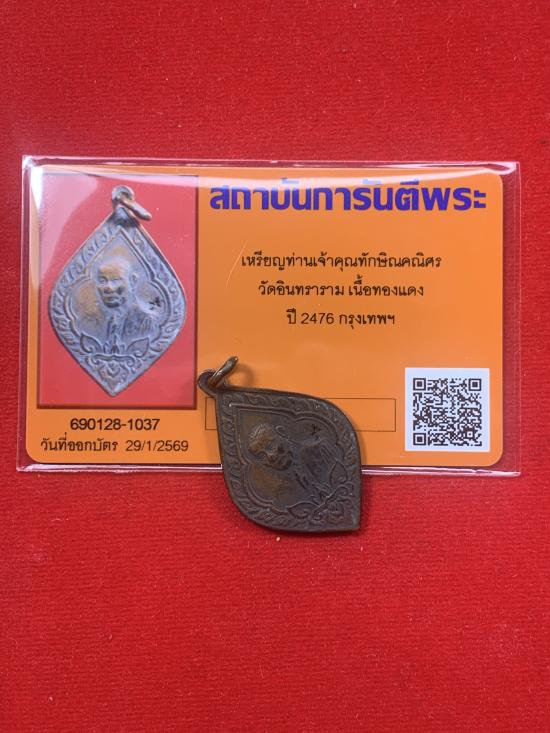 สถาบันการันตีพระ
เหรียญท่านเจ้าคุณทักษิณคณิศร
วัดอินทราราม เนื้อทองแดง
ปี 2476 กรุงเทพฯ
690128-1037
วันที่ออกบัตร 29/1/2569